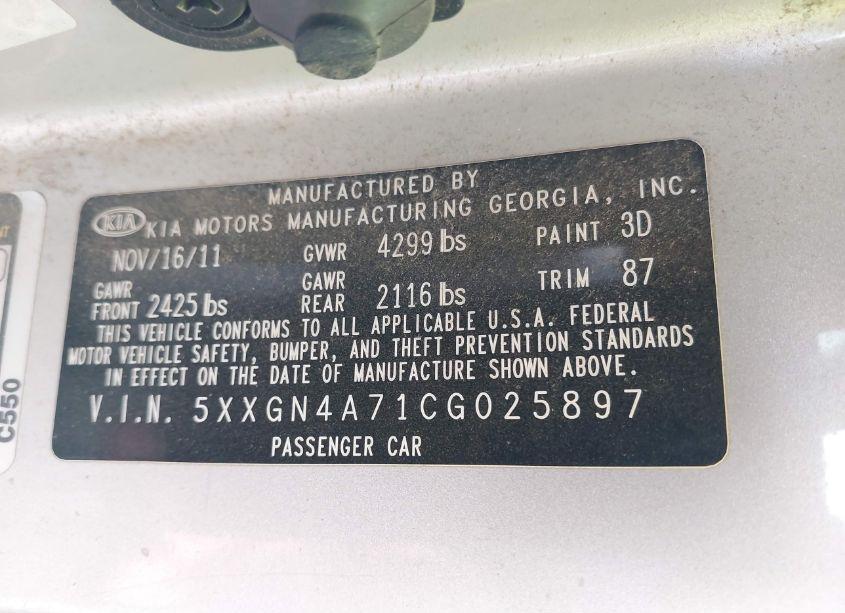 MANUFACTURED BY
KIA KIA MOTORS MANUFACTURING GEORGIA, INC.
NOV/16/11 GVWR 4299 lbs PAINT 3D
GAWR FRONT 2425 lbs GAWR REAR 2116 lbs TRIM 87
THIS VEHICLE CONFORMS TO ALL APPLICABLE U.S.A. FEDERAL
MOTOR VEHICLE SAFETY, BUMPER, AND THEFT PREVENTION STANDARDS
IN EFFECT ON THE DATE OF MANUFACTURE SHOWN ABOVE.
V.I.N. 5XXGN4A71CG025897
PASSENGER CAR
C550